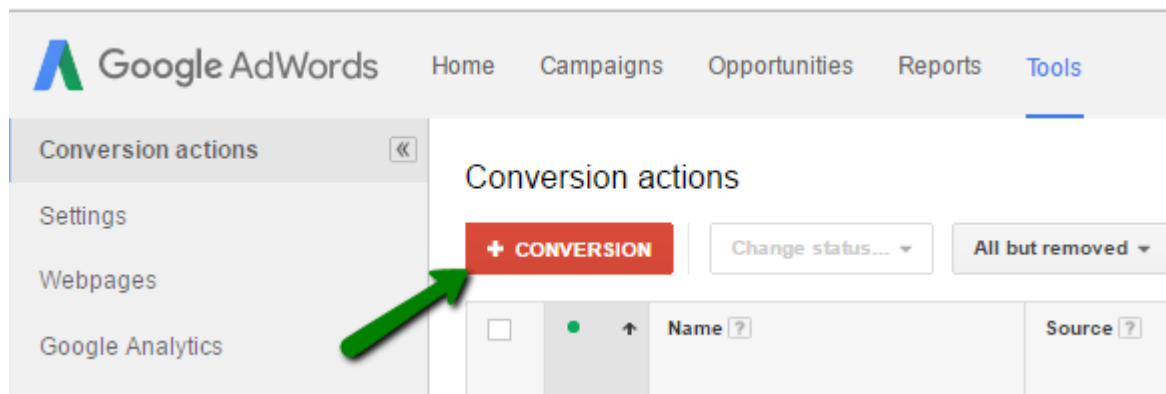 Google AdWords Home Campaigns Opportunities Reports Tools
Conversion actions
Settings
Webpages
Google Analytics
Conversion actions
+ CONVERSION Change status... All but removed
Name ? Source ?